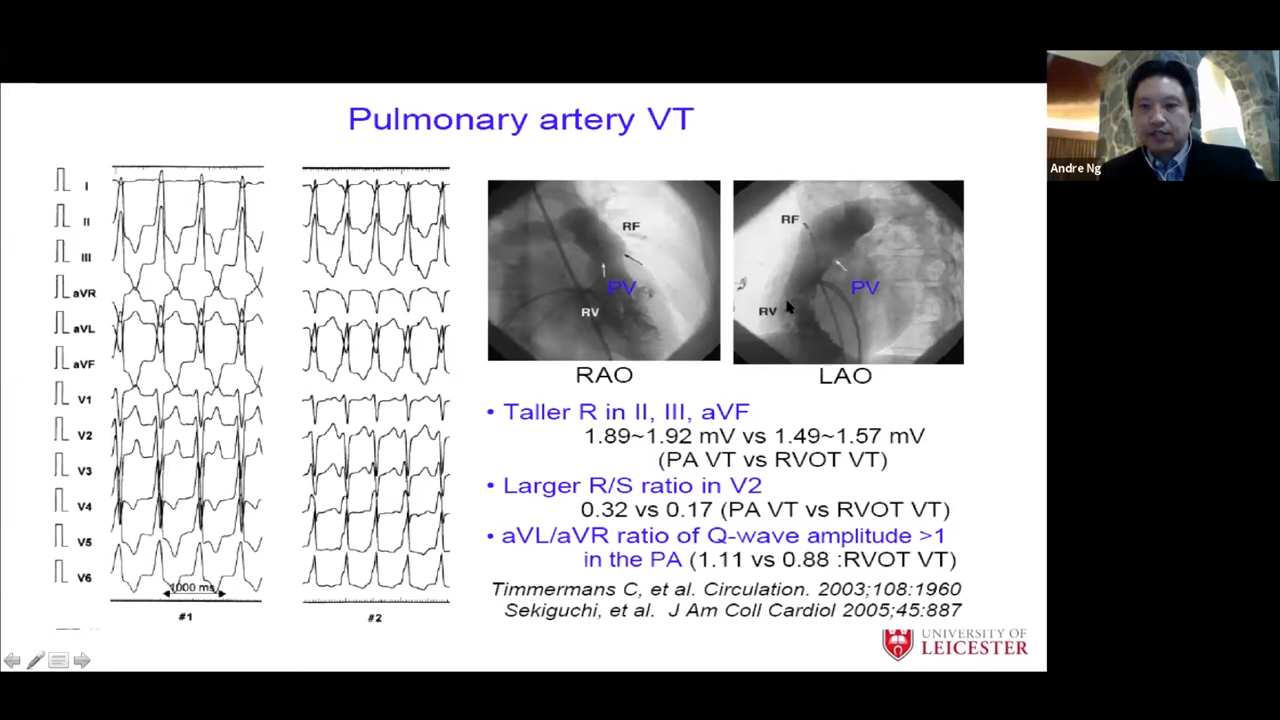 Pulmonary artery VT
I
II
III
aVR
aVL
aVF
V1
V2
V3
V4
V5
V6
1000 ms
#1
#2
RF
PV
RV
RAO
RF
PV
RV
LAO
• Taller R in II, III, aVF
1.89~1.92 mV vs 1.49~1.57 mV
(PA VT vs RVOT VT)
• Larger R/S ratio in V2
0.32 vs 0.17 (PA VT vs RVOT VT)
• aVL/aVR ratio of Q-wave amplitude >1
in the PA (1.11 vs 0.88 :RVOT VT)
Timmermans C, et al. Circulation. 2003;108:1960
Sekiguchi, et al. J Am Coll Cardiol 2005;45:887
UNIVERSITY OF
LEICESTER
Andre Ng